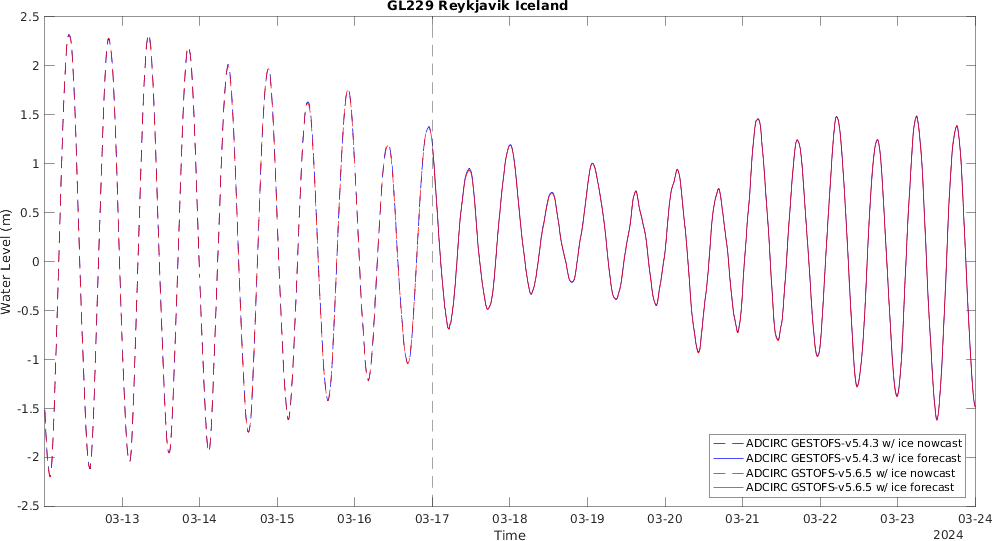 GL229 Reykjavik Iceland
2.5
2
1.5
1
0.5
0
-0.5
-1
-1.5
-2
-2.5
Water Level (m)
03-13 03-14 03-15 03-16 03-17 03-18 03-19 03-20 03-21 03-22 03-23 03-24
Time
2024
ADCIRC GESTOFS-v5.4.3 w/ ice nowcast
ADCIRC GESTOFS-v5.4.3 w/ ice forecast
ADCIRC GSTOFS-v5.6.5 w/ ice nowcast
ADCIRC GSTOFS-v5.6.5 w/ ice forecast